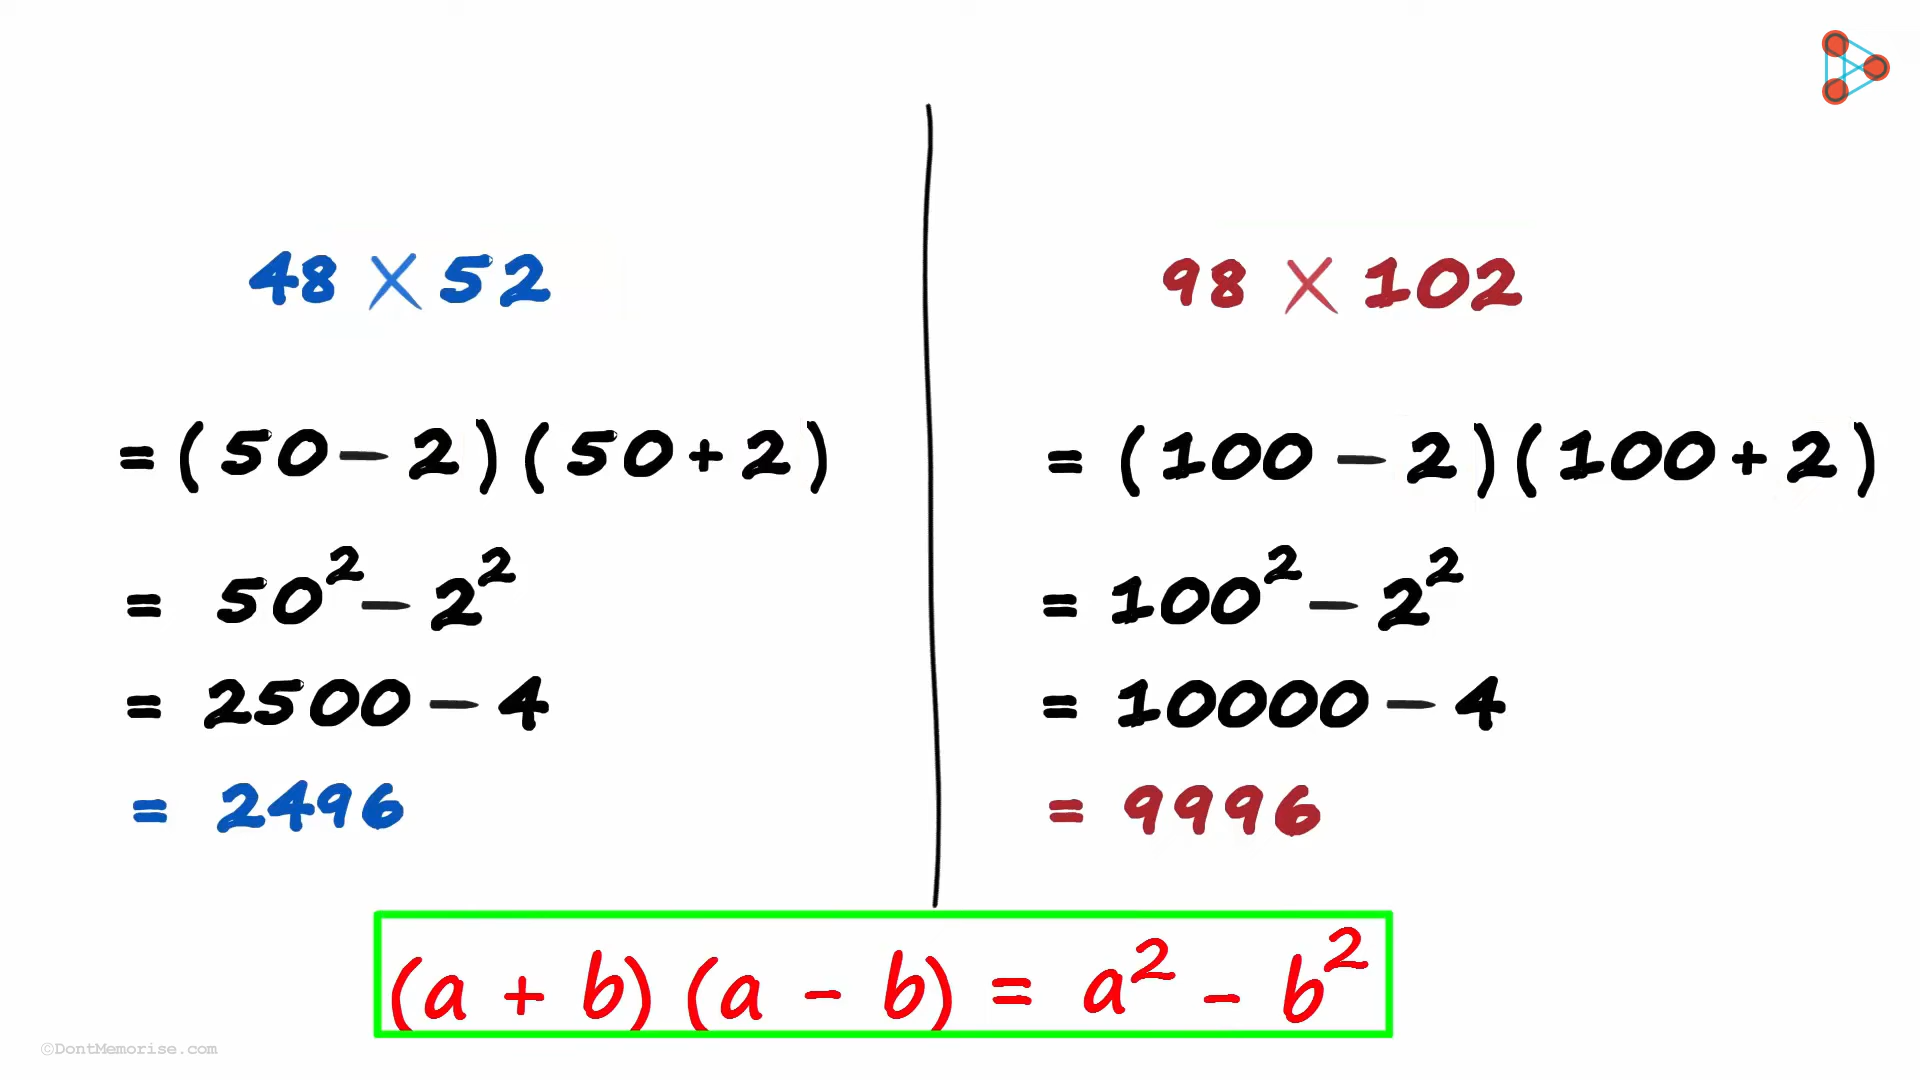 48 × 52
= (50 – 2) (50 + 2)
= 50² – 2²
= 2500 – 4
= 2496
98 × 102
= (100 – 2) (100 + 2)
= 100² – 2²
= 10000 – 4
= 9996
(a + b) (a - b) = a² - b²
©DontMemorise.com